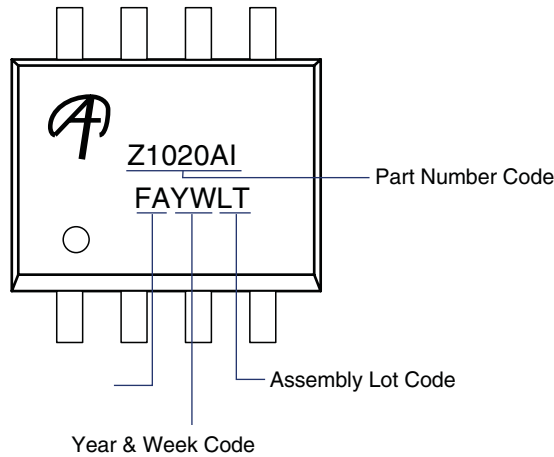 Z1020AI
Part Number Code
FAYWLT
Assembly Lot Code
Year & Week Code